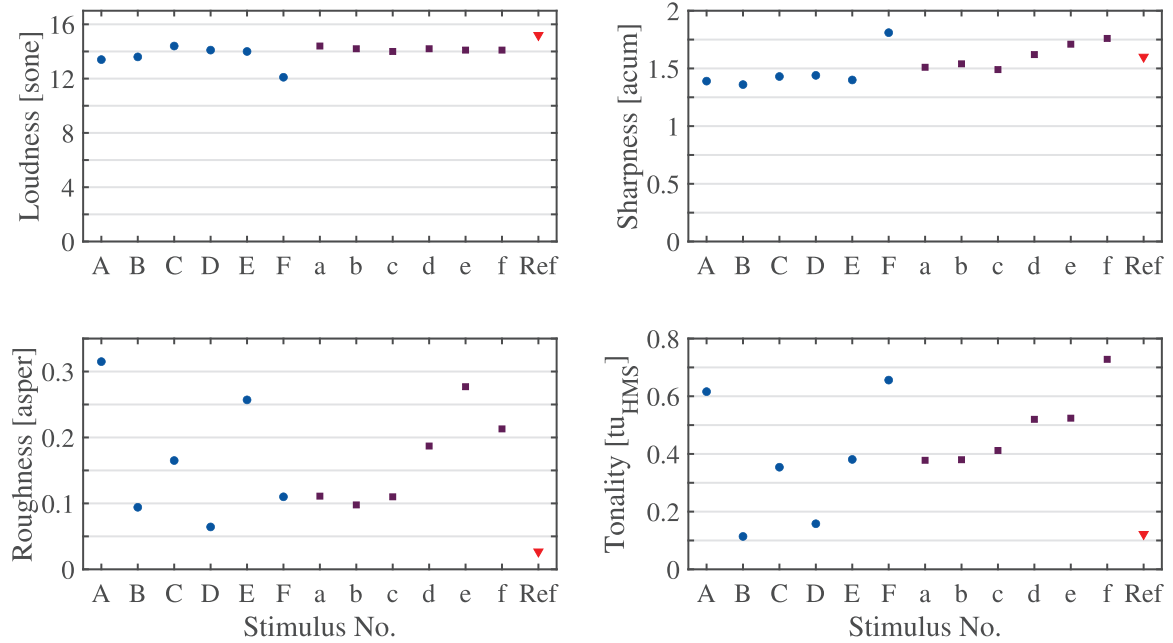 Loudness [sone]
16
12
8
4
0
A B C D E F a b c d e f Ref
Sharpness [acum]
2
1.5
1
0.5
0
A B C D E F a b c d e f Ref
Roughness [asper]
0.3
0.2
0.1
0
A B C D E F a b c d e f Ref
Stimulus No.
Tonality [tu_HMS]
0.8
0.6
0.4
0.2
0
A B C D E F a b c d e f Ref
Stimulus No.